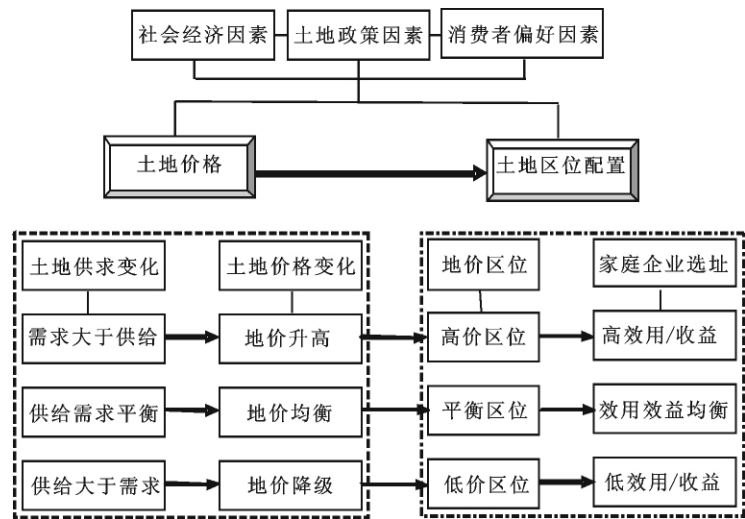 社会经济因素 土地政策因素 消费者偏好因素
土地价格 土地区位配置
土地供求变化 土地价格变化 地价区位 家庭企业选址
需求大于供给 地价升高 高价区位 高效用/收益
供给需求平衡 地价均衡 平衡区位 效用效益均衡
供给大于需求 地价降级 低价区位 低效用/收益